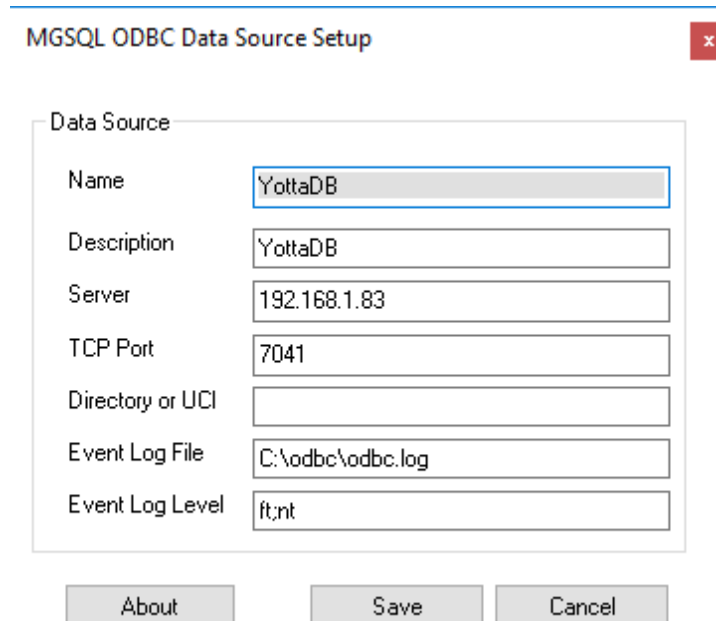 MGSQL ODBC Data Source Setup
x
Data Source
Name YottaDB
Description YottaDB
Server 192.168.1.83
TCP Port 7041
Directory or UCI
Event Log File C:\odbc\odbc.log
Event Log Level ft;nt
About Save Cancel